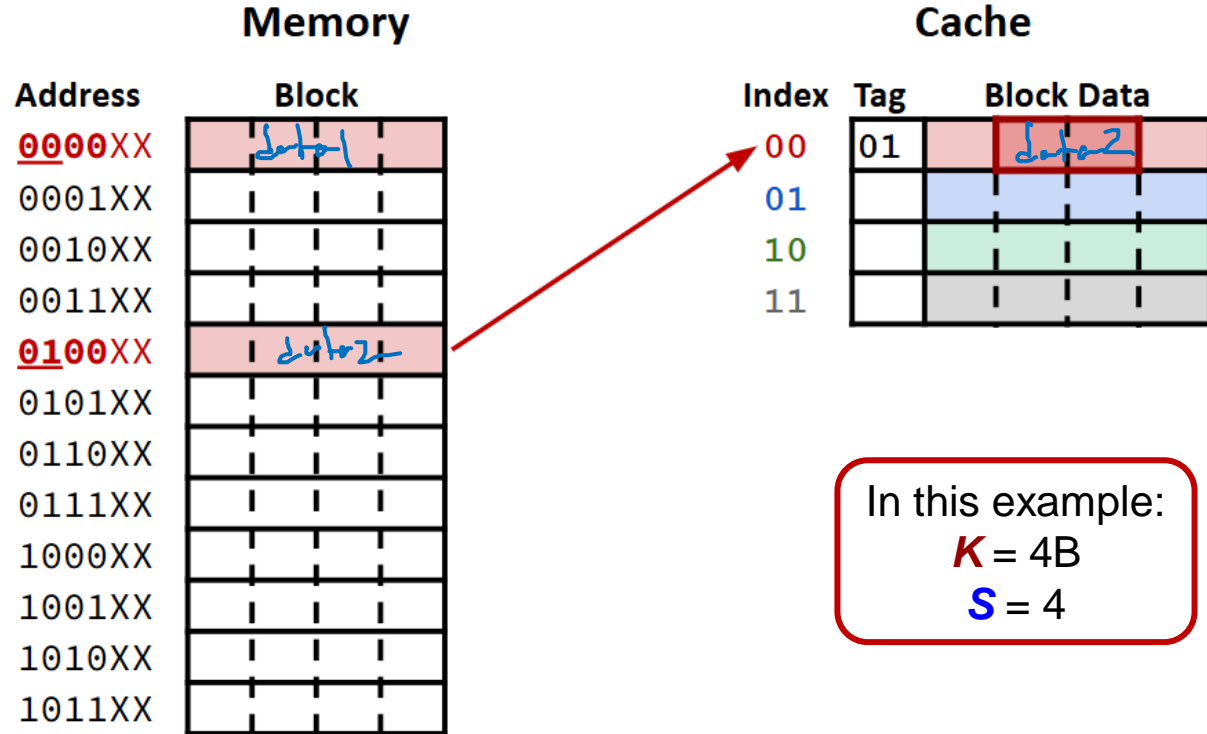 Memory
Cache
Address Block
Index Tag Block Data
0000XX data1
00 01 data2
0001XX
01
0010XX
10
0011XX
11
0100XX data2
0101XX
0110XX
0111XX
1000XX
1001XX
1010XX
1011XX
In this example:
K = 4B
S = 4